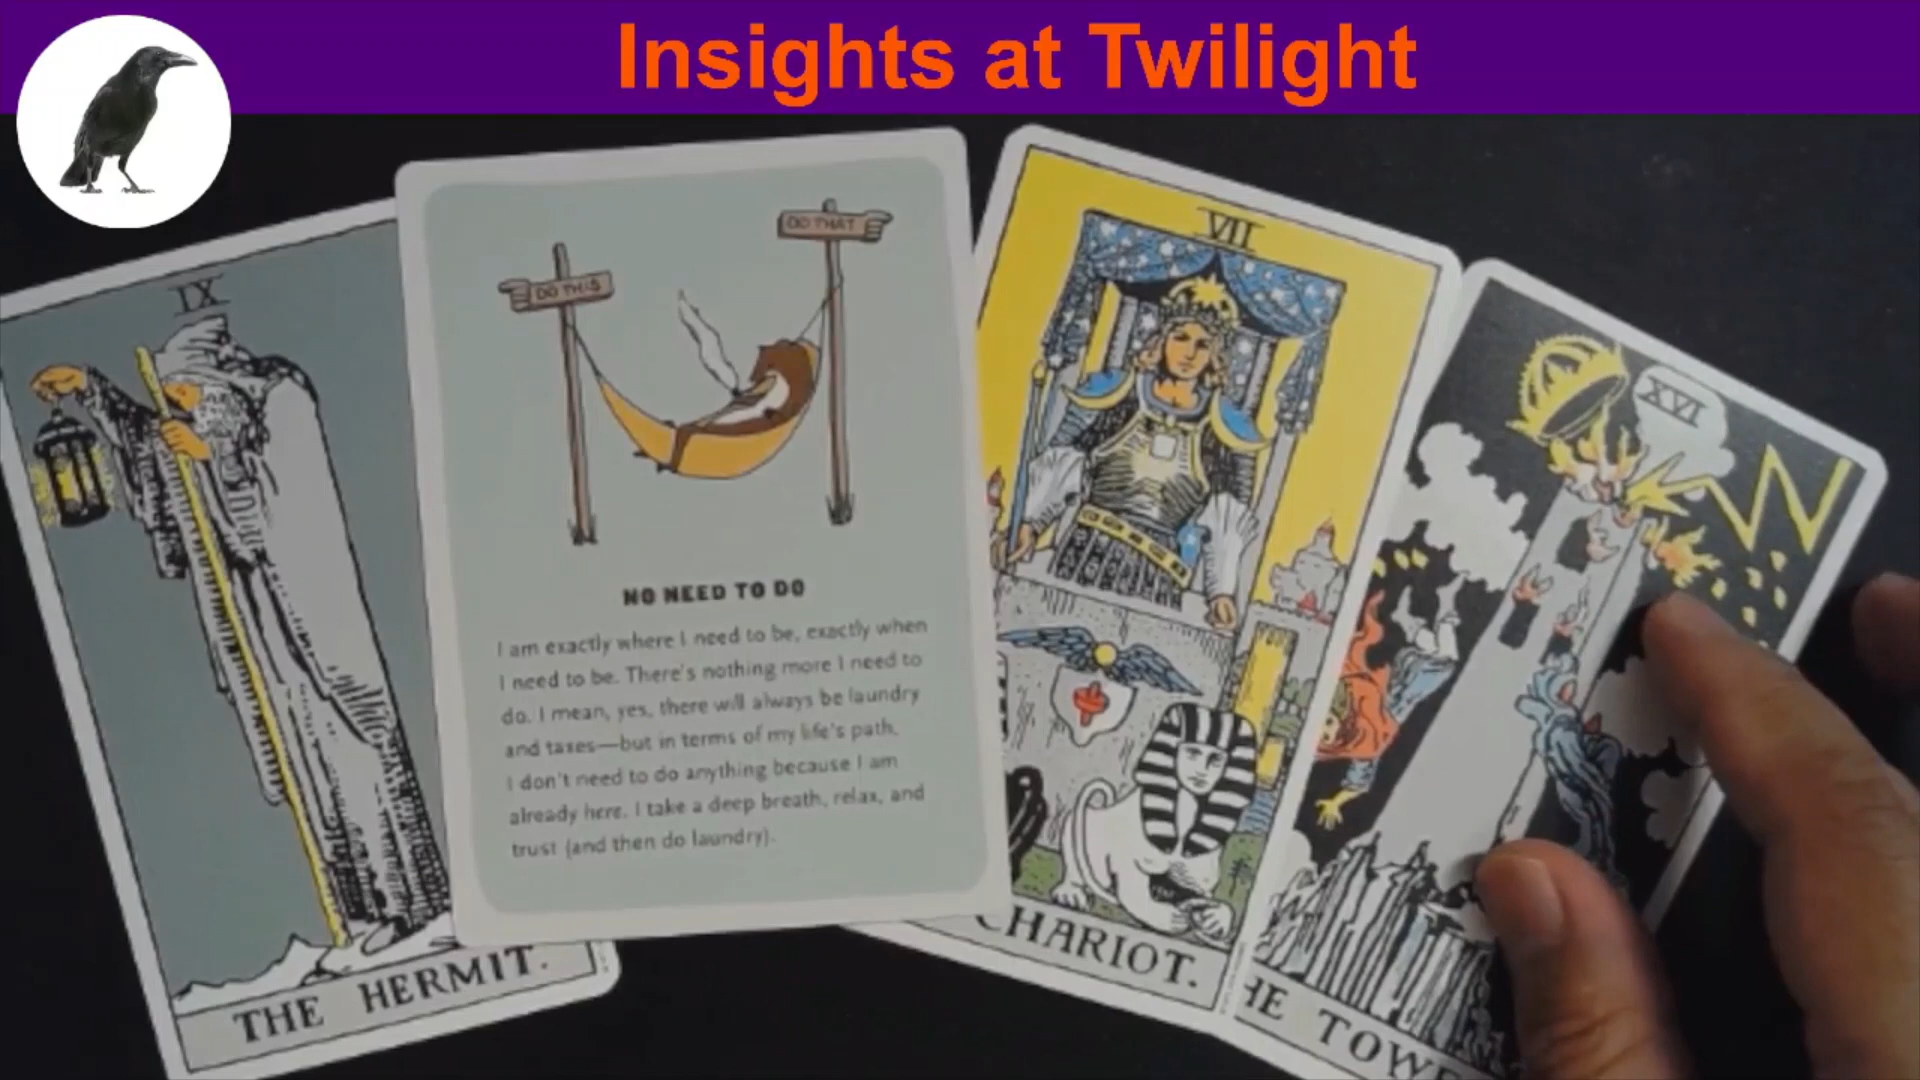 Insights at Twilight
IX
THE HERMIT.
DO THIS
DO THAT
NO NEED TO DO
I am exactly where I need to be, exactly when
I need to be. There's nothing more I need to
do. I mean, yes, there will always be laundry
and taxes—but in terms of my life's path,
I don't need to do anything because I am
already here. I take a deep breath, relax, and
trust (and then do laundry).
VII
CHARIOT.
XVI
HE TOWE